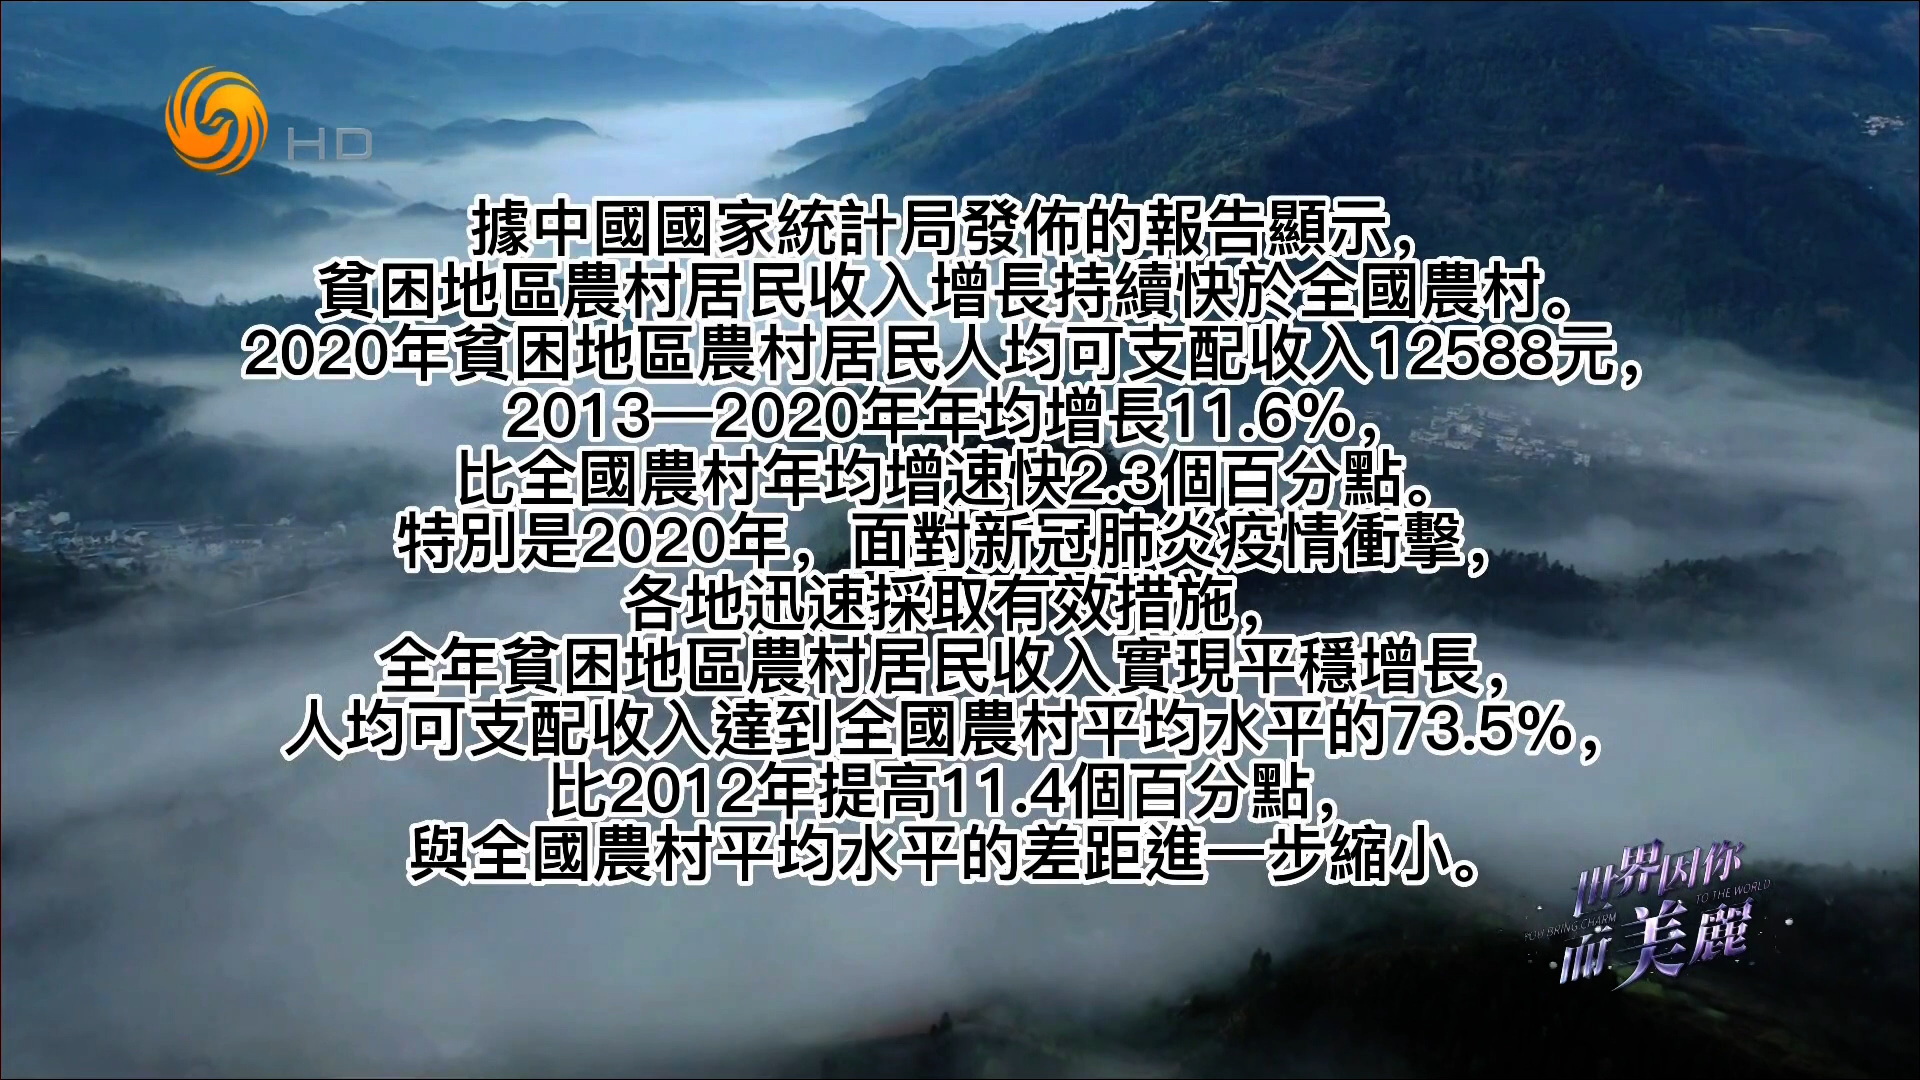 HD
據中國國家統計局發佈的報告顯示，
貧困地區農村居民收入增長持續快於全國農村。
2020年貧困地區農村居民人均可支配收入12588元，
2013—2020年年均增長11.6%，
比全國農村年均增速快2.3個百分點。
特別是2020年，面對新冠肺炎疫情衝擊，
各地迅速採取有效措施，
全年貧困地區農村居民收入實現平穩增長，
人均可支配收入達到全國農村平均水平的73.5%，
比2012年提高11.4個百分點，
與全國農村平均水平的差距進一步縮小。
世界因你
TO THE WORLD
YOU BRING CHARM
而美麗